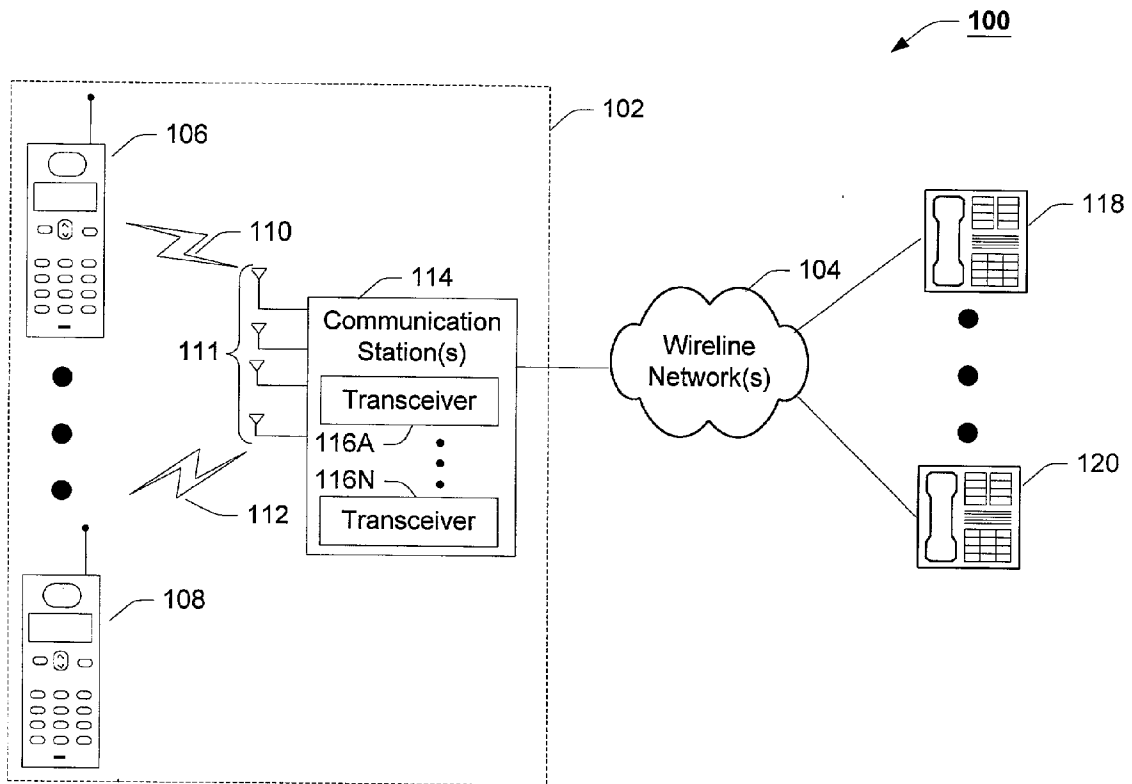 100
102
106
110
114
Communication
Station(s)
111
Transceiver
116A
116N
Transceiver
112
108
104
Wireline
Network(s)
118
120